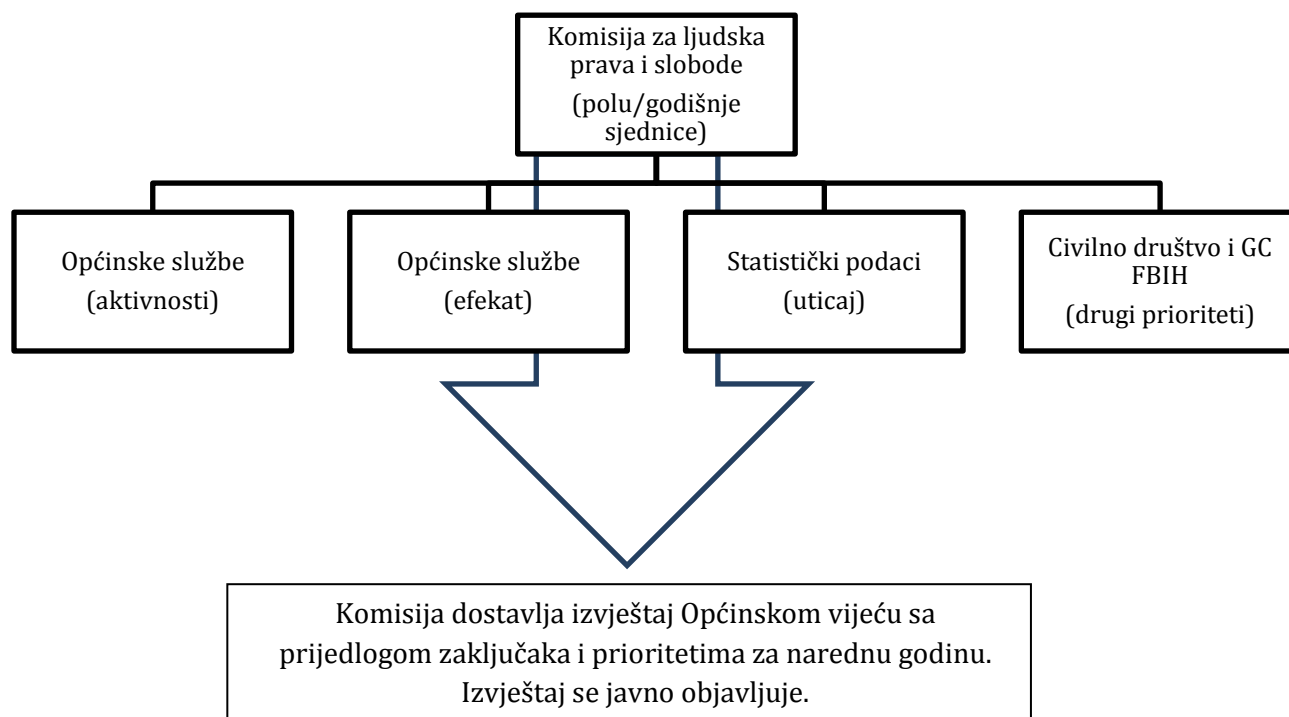 Komisija za ljudska
prava i slobode
(polu/godišnje
sjednice)
Općinske službe
(aktivnosti)
Općinske službe
(efekat)
Statistički podaci
(uticaj)
Civilno društvo i GC
FBIH
(drugi prioriteti)
Komisija dostavlja izvještaj Općinskom vijeću sa
prijedlogom zaključaka i prioritetima za narednu godinu.
Izvještaj se javno objavljuje.